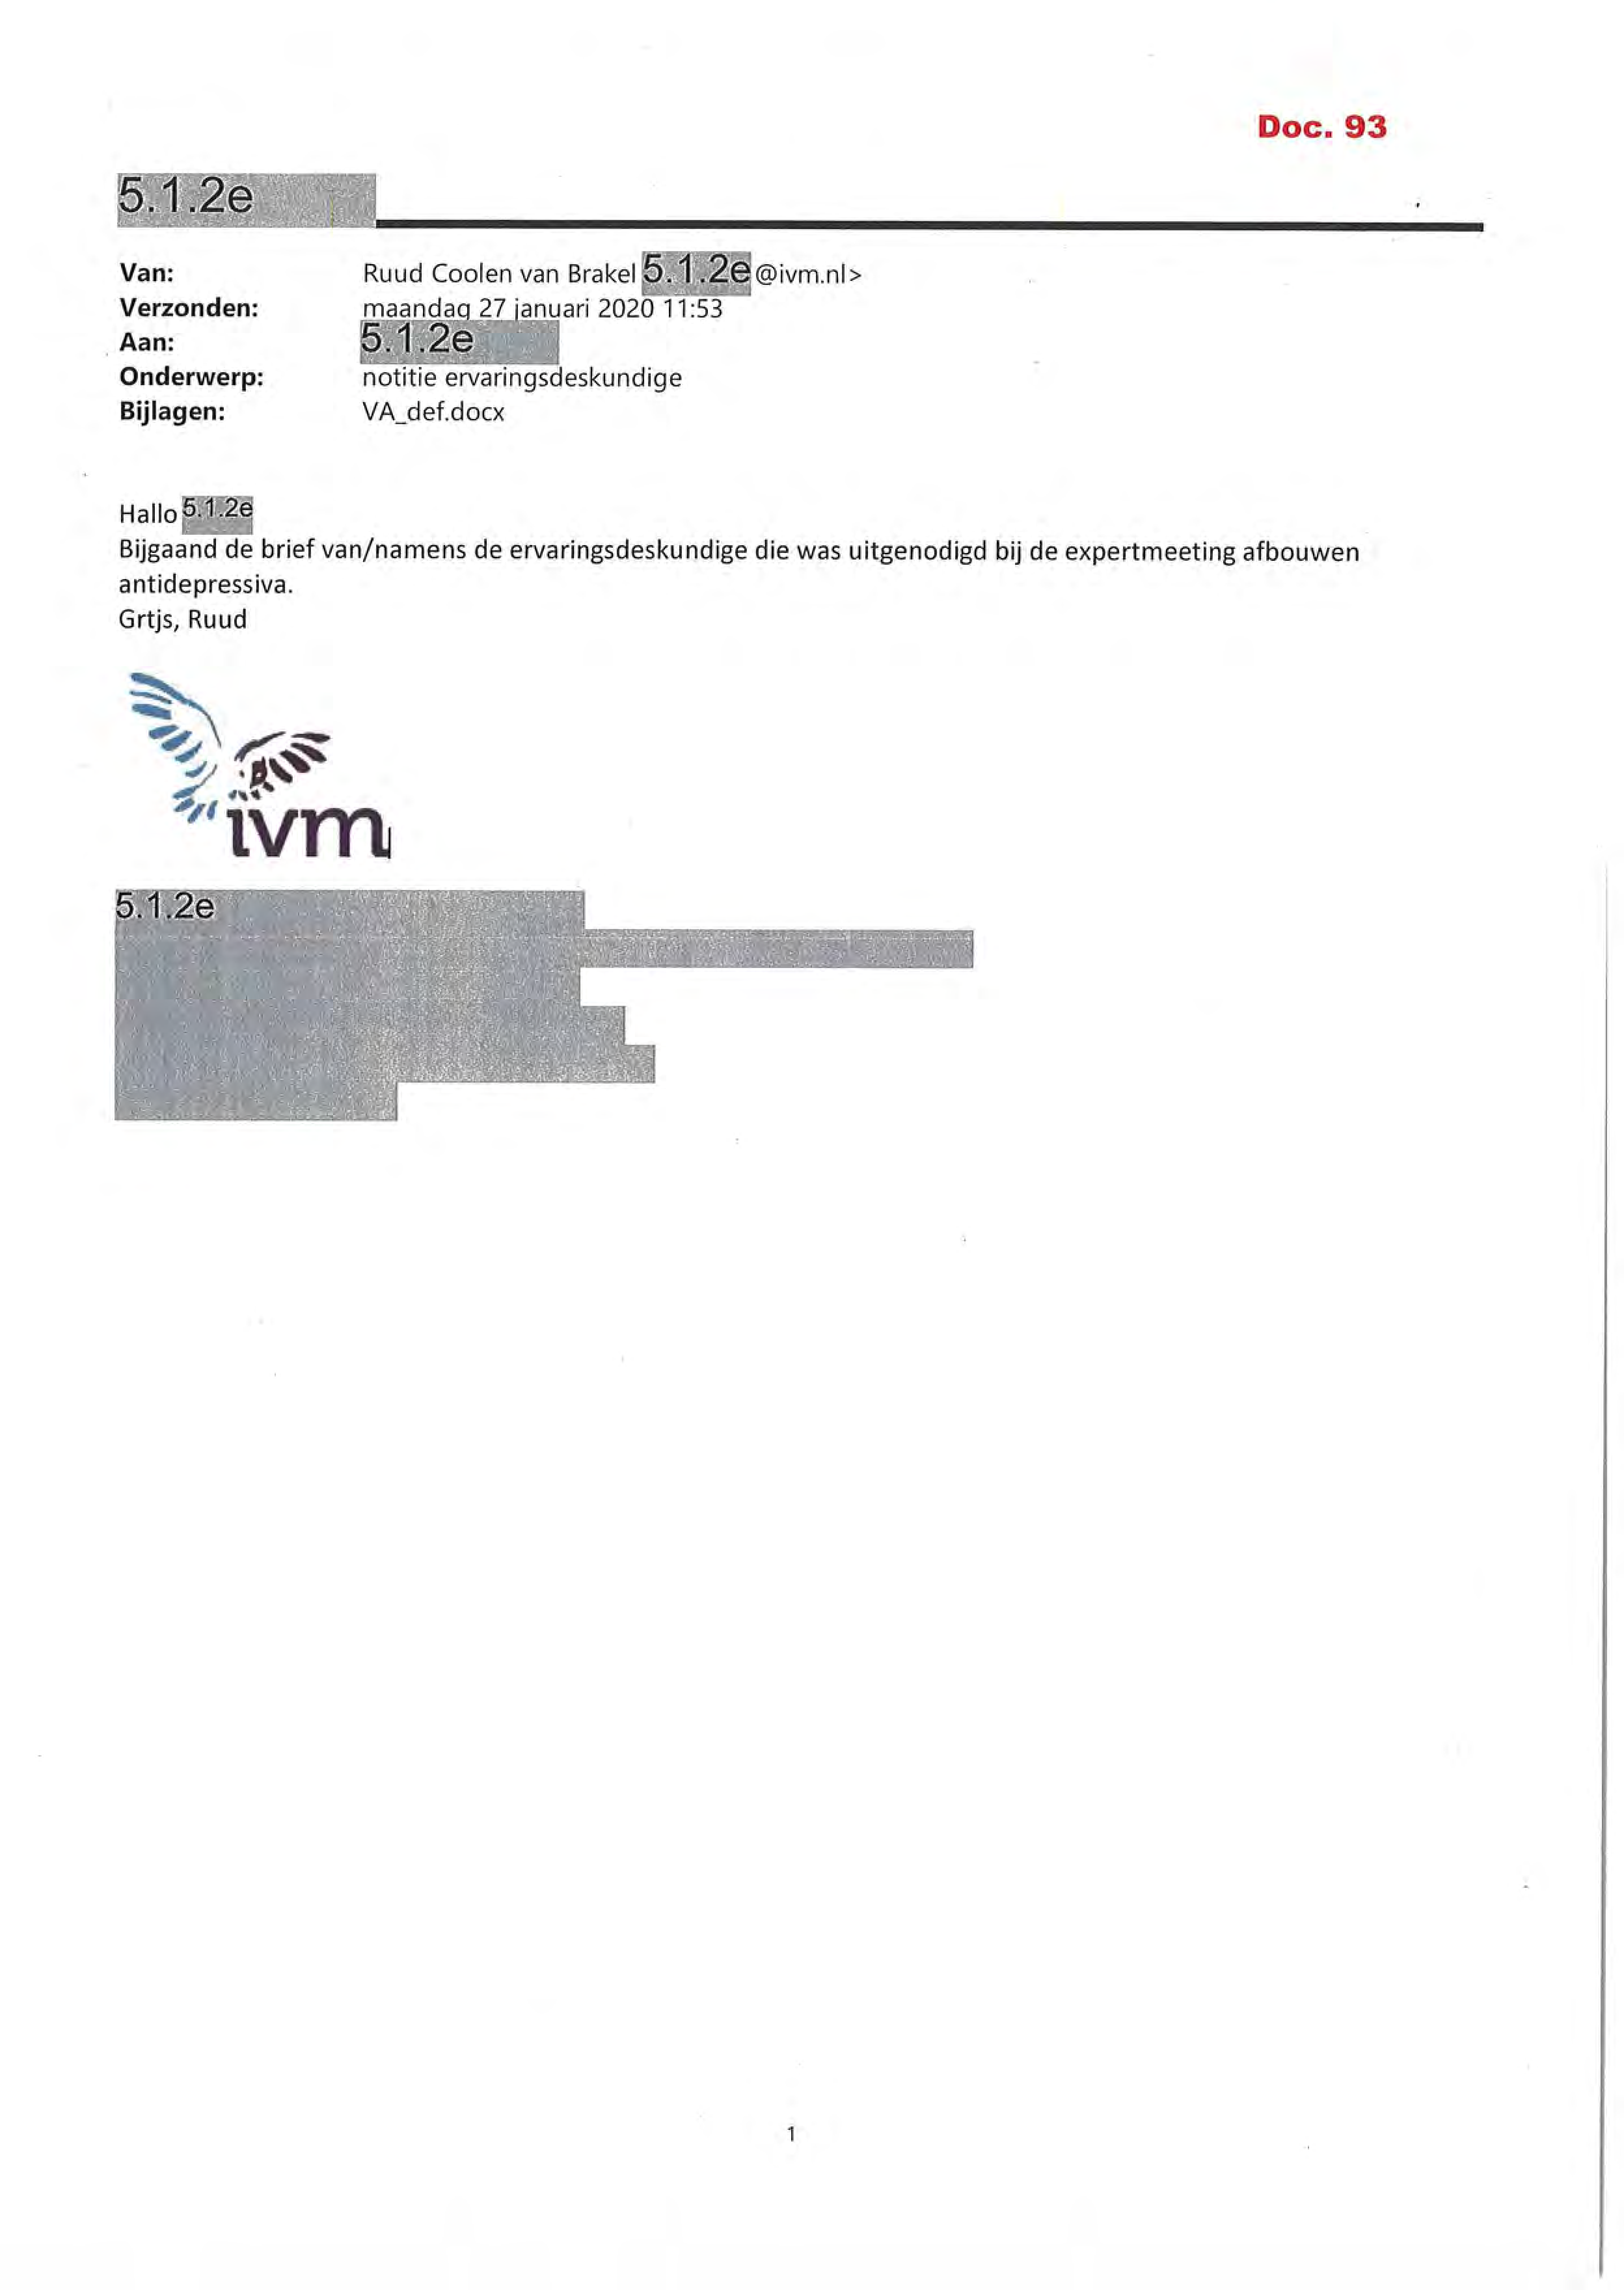 Doc. 93
5.1.2e
Van: Ruud Coolen van Brakel 5.1.2e@ivm.nl>
Verzonden: maandag 27 januari 2020 11:53
Aan: 5.1.2e
Onderwerp: notitie ervaringsdeskundige
Bijlagen: VA_def.docx
Hallo 5.1.2e
Bijgaand de brief van/namens de ervaringsdeskundige die was uitgenodigd bij de expertmeeting afbouwen
antidepressiva.
Grtjs, Ruud
ivm
5.1.2e
1